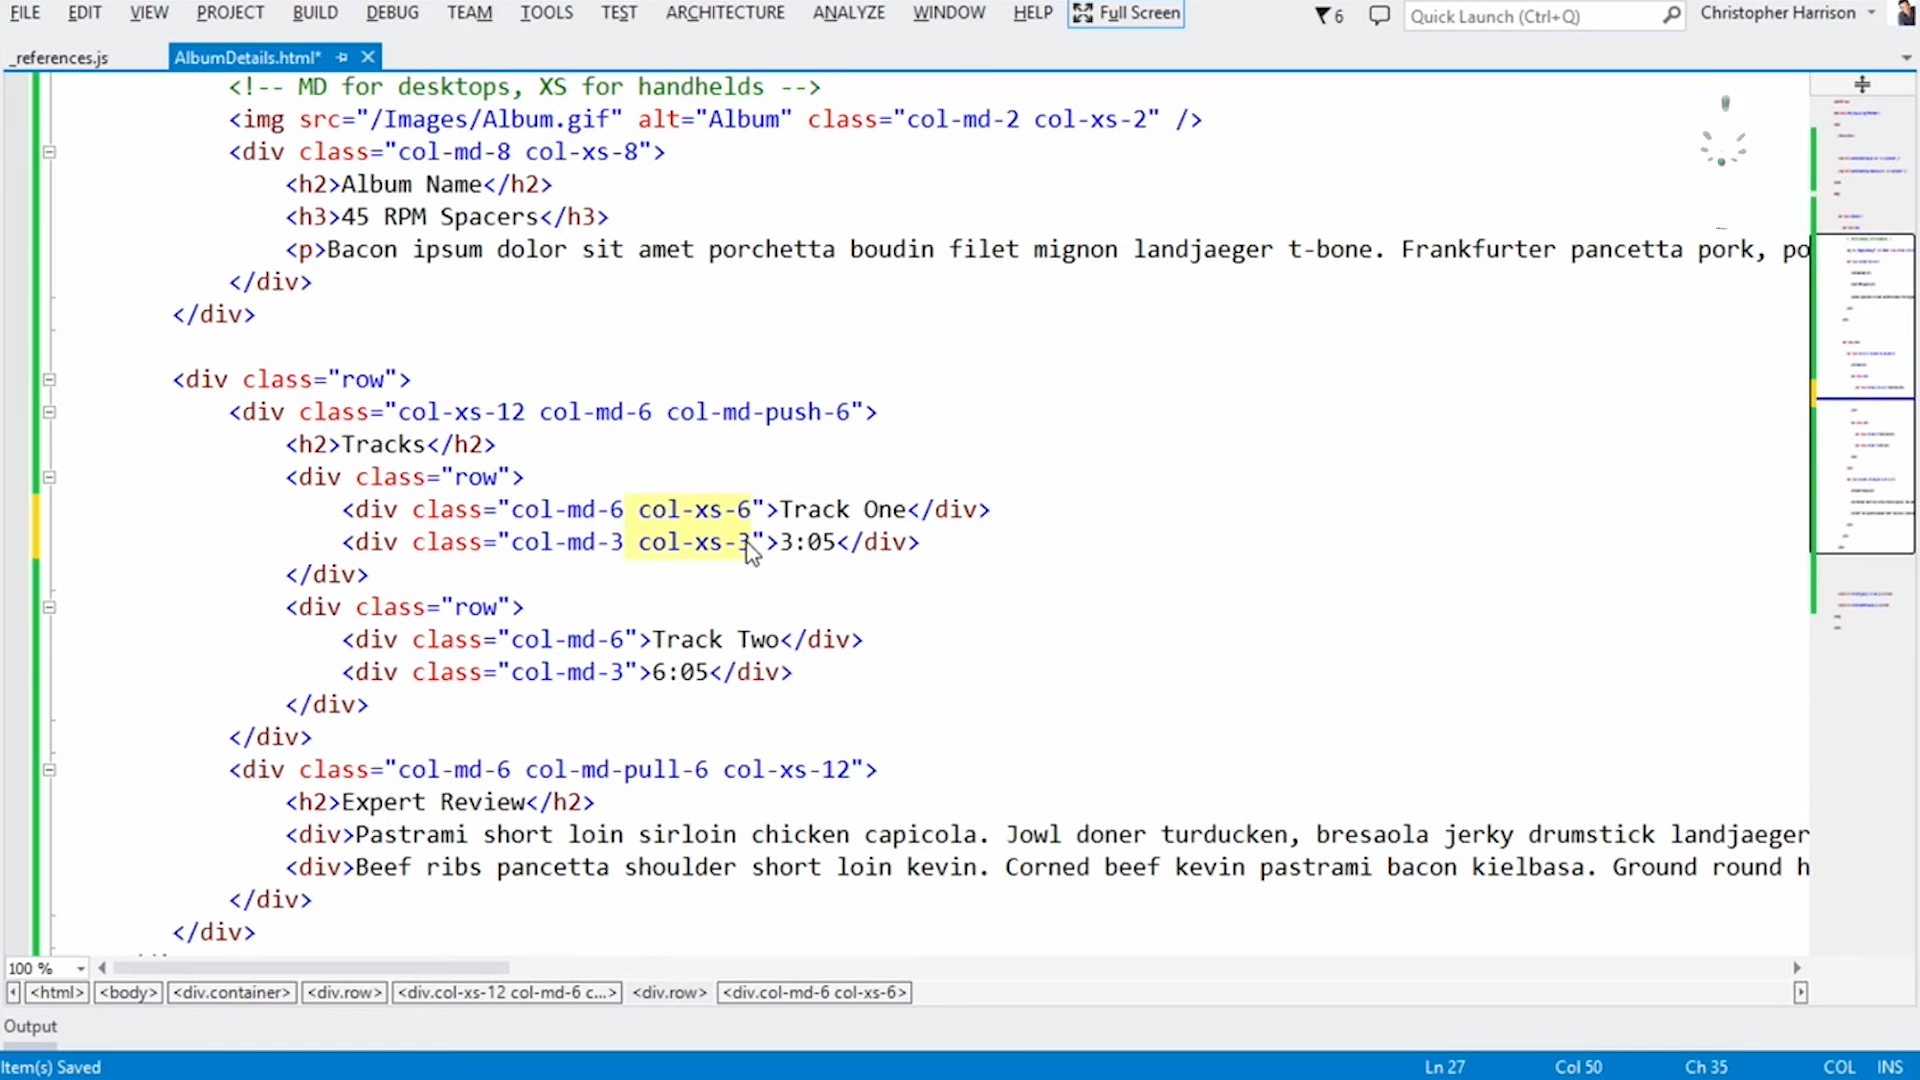 FILE EDIT VIEW PROJECT BUILD DEBUG TEAM TOOLS TEST ARCHITECTURE ANALYZE WINDOW HELP Full Screen 6 Quick Launch (Ctrl+Q) Christopher Harrison
_references.js AlbumDetails.html*
<!-- MD for desktops, XS for handhelds -->
<img src="/Images/Album.gif" alt="Album" class="col-md-2 col-xs-2" />
<div class="col-md-8 col-xs-8">
<h2>Album Name</h2>
<h3>45 RPM Spacers</h3>
<p>Bacon ipsum dolor sit amet porchetta boudin filet mignon landjaeger t-bone. Frankfurter pancetta pork, po
</div>
</div>
<div class="row">
<div class="col-xs-12 col-md-6 col-md-push-6">
<h2>Tracks</h2>
<div class="row">
<div class="col-md-6 col-xs-6">Track One</div>
<div class="col-md-3 col-xs-3">3:05</div>
</div>
<div class="row">
<div class="col-md-6">Track Two</div>
<div class="col-md-3">6:05</div>
</div>
</div>
<div class="col-md-6 col-md-pull-6 col-xs-12">
<h2>Expert Review</h2>
<div>Pastrami short loin sirloin chicken capicola. Jowl doner turducken, bresaola jerky drumstick landjaeger
<div>Beef ribs pancetta shoulder short loin kevin. Corned beef kevin pastrami bacon kielbasa. Ground round h
</div>
</div>
100 %
<html> <body> <div.container> <div.row> <div.col-xs-12 col-md-6 c...> <div.row> <div.col-md-6 col-xs-6>
Output
Item(s) Saved Ln 27 Col 50 Ch 35 COL INS